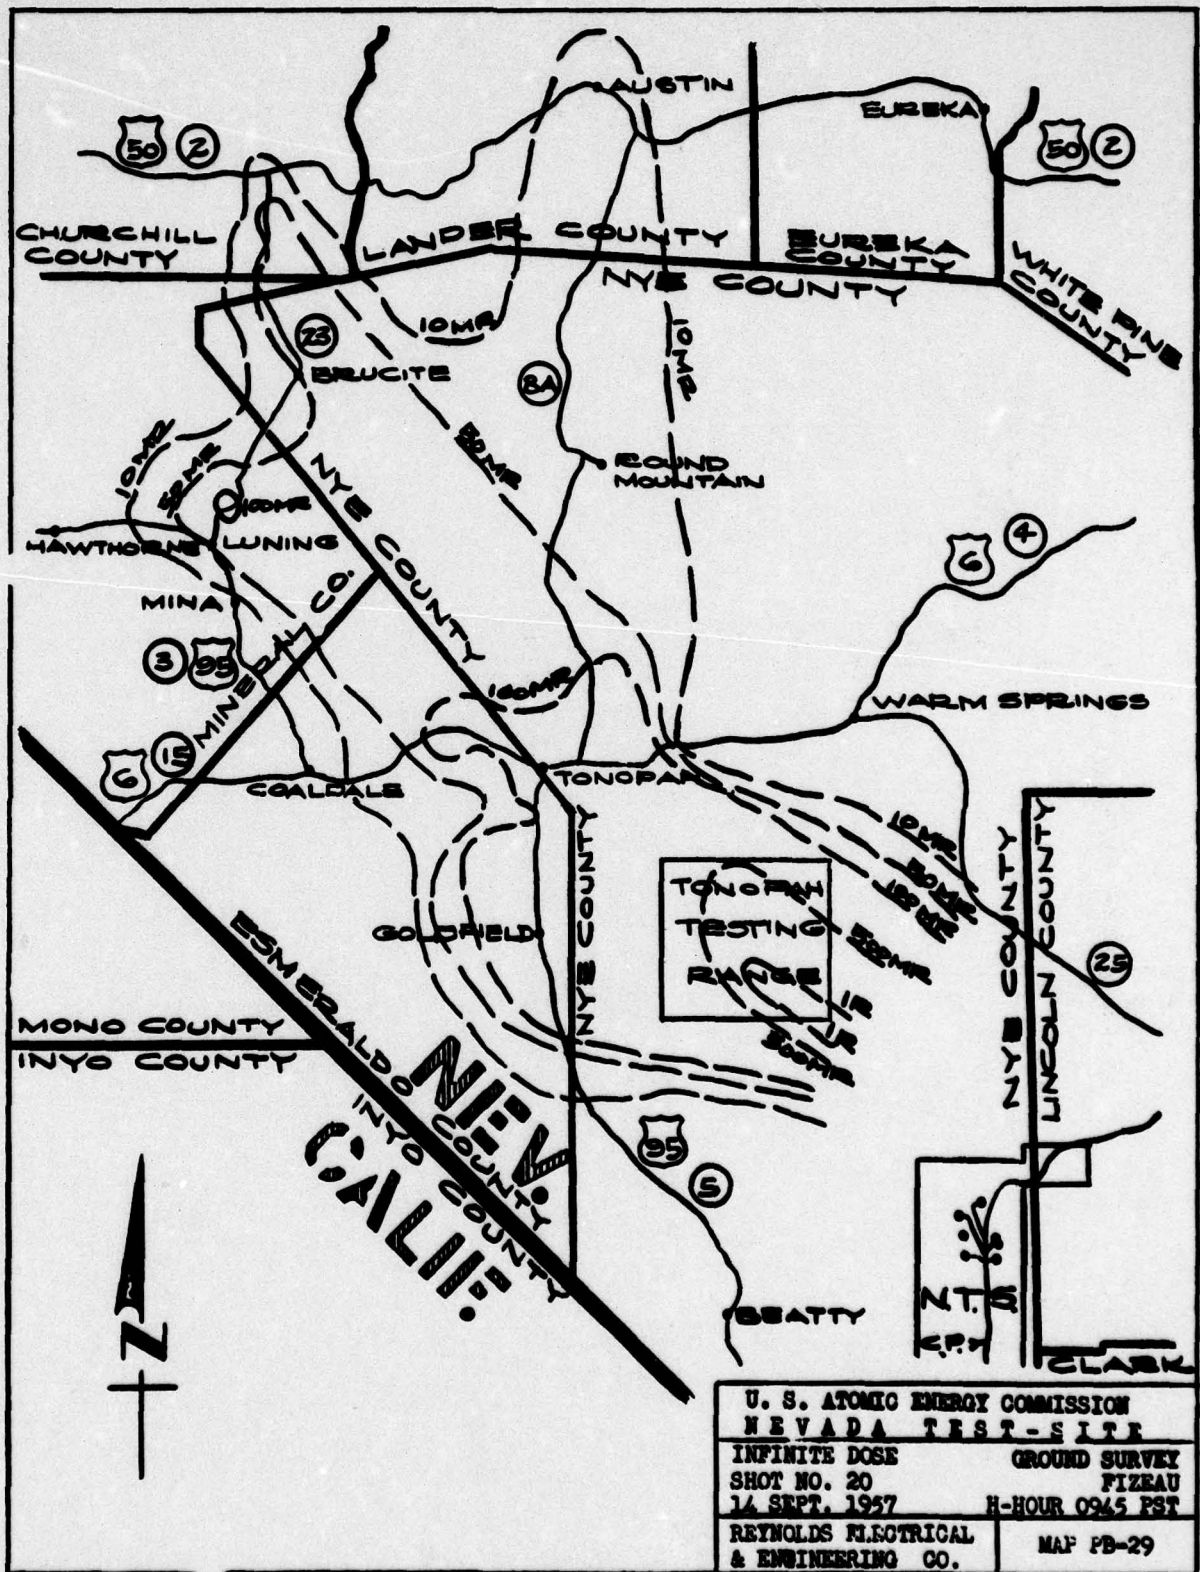 AUSTIN
EUREKA
50 2
50 2
CHURCHILL
COUNTY
LANDER COUNTY
EUREKA
COUNTY
NYE COUNTY
WHITE PINE
COUNTY
10MR
10MR
23
BRUCITE
8A
10MR
50MR
50MR
NYE COUNTY
ROUND
MOUNTAIN
100MR
HAWTHORNE
LUNING
6 4
MINA
MINERAL CO.
3 95
100MR
WARM SPRINGS
6 15
COALDALE
TONOPAH
10MR
50MR
100MR
NYE COUNTY
NYE COUNTY
LINCOLN COUNTY
TONOPAH
TESTING
RANGE
500MR
GOLDFIELD
25
1R
1R
500MR
ESMERALDO COUNTY
INYO COUNTY
MONO COUNTY
INYO COUNTY
NEV.
CALIF.
95
5
N.T.S.
BEATTY
CLARK
N
U. S. ATOMIC ENERGY COMMISSION
NEVADA TEST-SITE
INFINITE DOSE GROUND SURVEY
SHOT NO. 20 FIZEAU
14 SEPT. 1957 H-HOUR 0945 PST
REYNOLDS ELECTRICAL
& ENGINEERING CO.
MAP PB-29